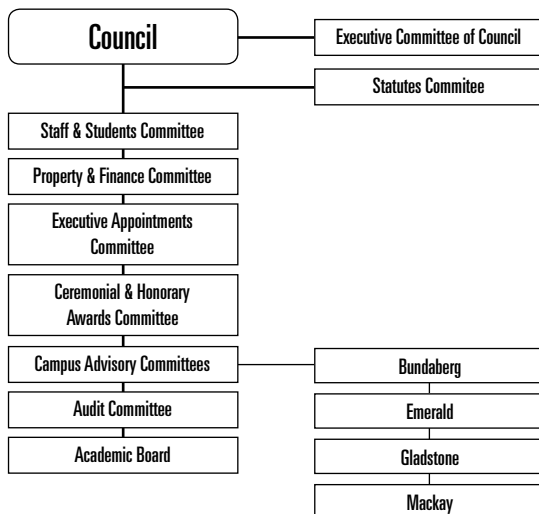 Council
Executive Committee of Council
Statutes Commitee
Staff & Students Committee
Property & Finance Committee
Executive Appointments
Committee
Ceremonial & Honorary
Awards Committee
Campus Advisory Committees
Bundaberg
Audit Committee
Emerald
Academic Board
Gladstone
Mackay